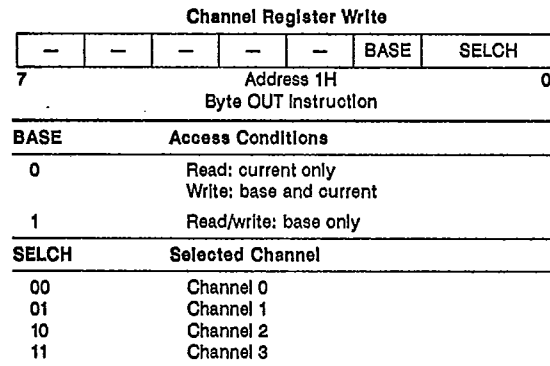 Channel Register Write
— — — — — BASE SELCH
7 Address 1H 0
Byte OUT Instruction
BASE Access Conditions
0 Read: current only
Write: base and current
1 Read/write: base only
SELCH Selected Channel
00 Channel 0
01 Channel 1
10 Channel 2
11 Channel 3